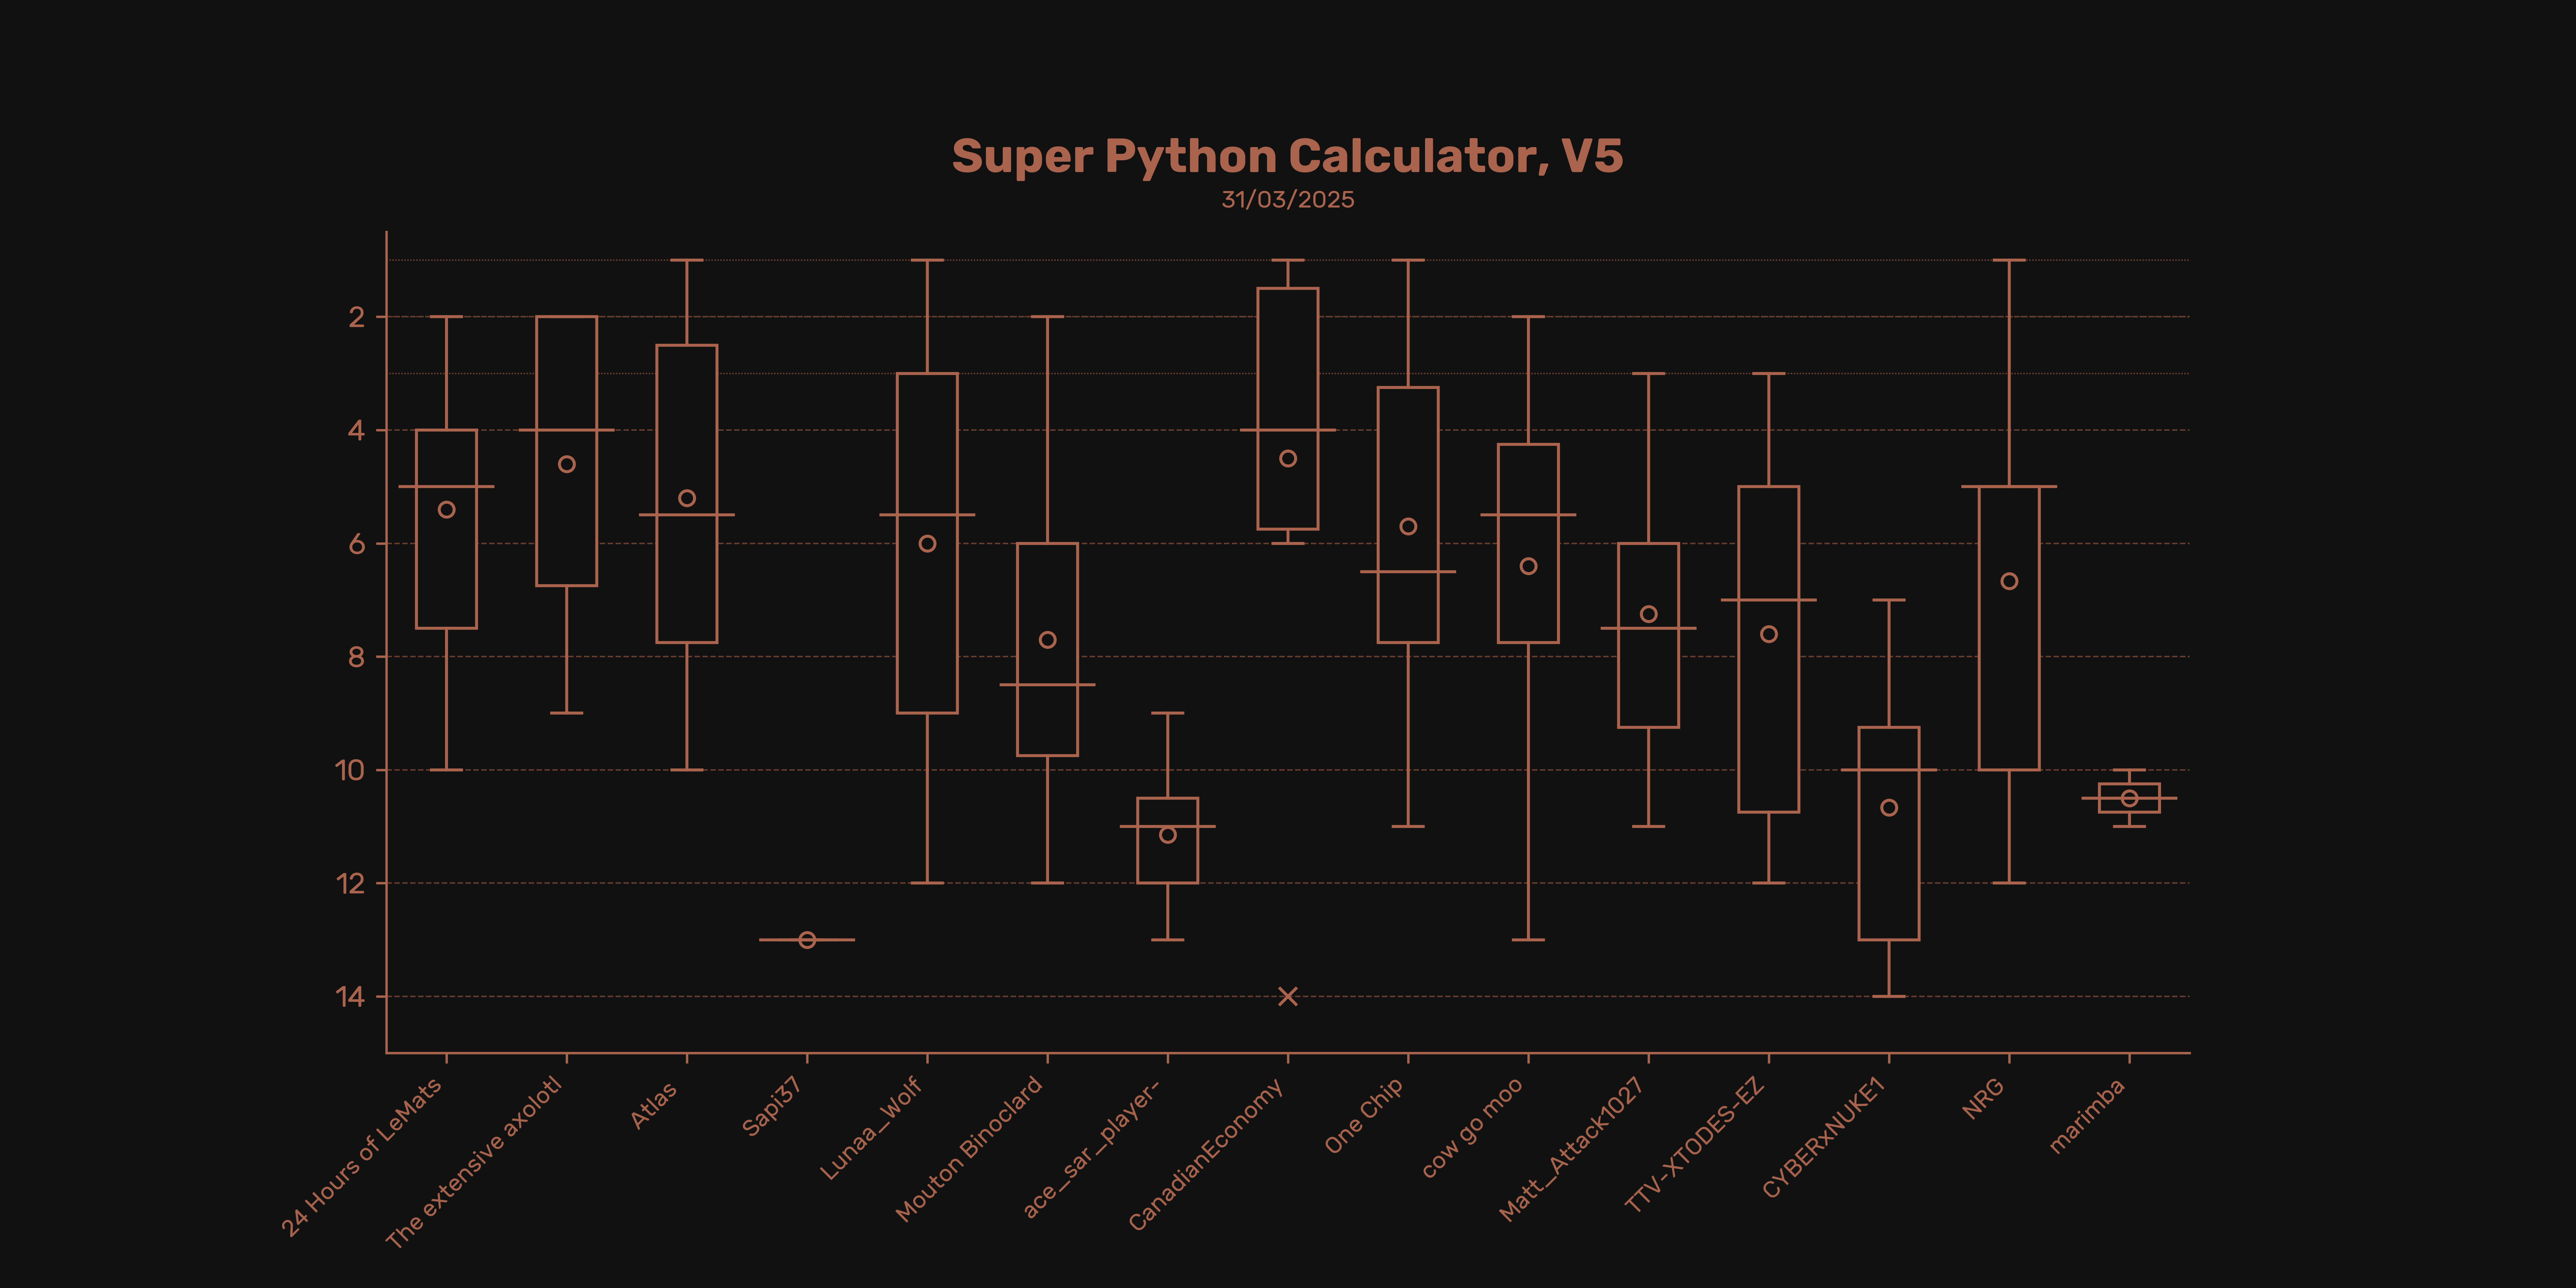 Super Python Calculator, V5
31/03/2025
2
4
6
8
10
12
14
24 Hours of LeMats
The extensive axolotl
Atlas
Sapi37
Lunaa_Wolf
Mouton Binoclard
ace_sar_player-
CanadianEconomy
One Chip
cow go moo
Matt_Attack1027
TTV-XTODES-EZ
CYBERxNUKE1
NRG
marimba